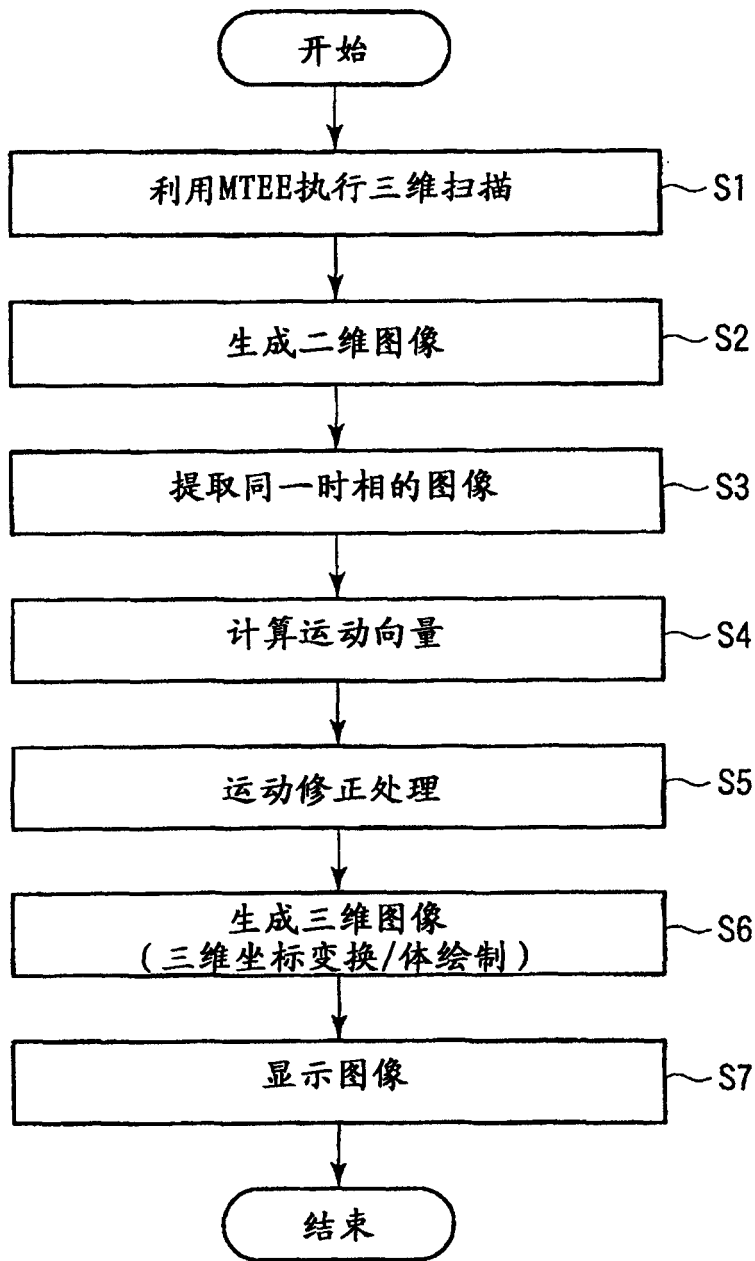 开始
利用MTEE执行三维扫描
S1
生成二维图像
S2
提取同一时相的图像
S3
计算运动向量
S4
运动修正处理
S5
生成三维图像
(三维坐标变换/体绘制)
S6
显示图像
S7
结束